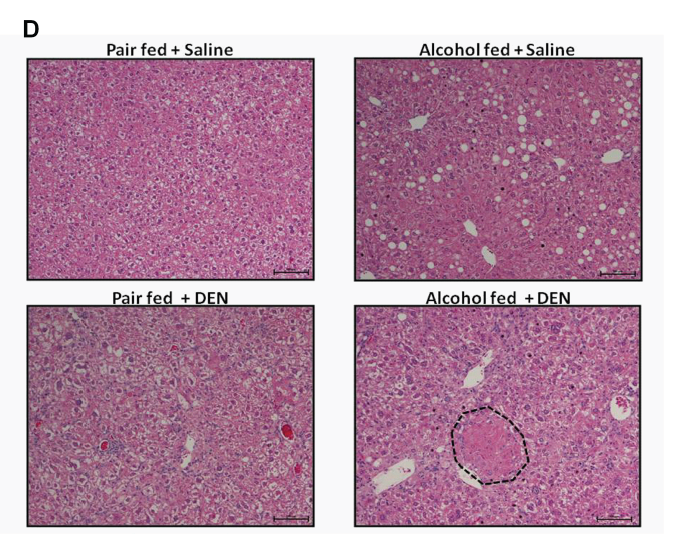 D
Pair fed + Saline
Alcohol fed + Saline
Pair fed + DEN
Alcohol fed + DEN